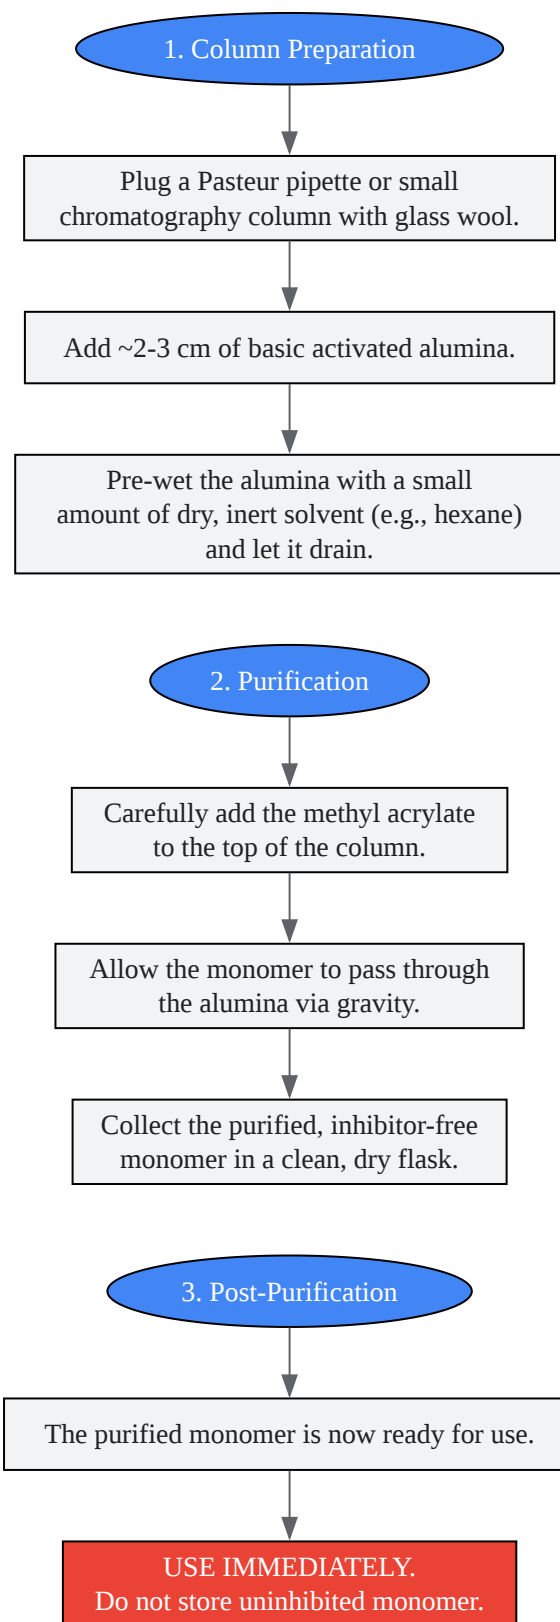 1. Column Preparation
Plug a Pasteur pipette or small
chromatography column with glass wool.
Add ~2-3 cm of basic activated alumina.
Pre-wet the alumina with a small
amount of dry, inert solvent (e.g., hexane)
and let it drain.
2. Purification
Carefully add the methyl acrylate
to the top of the column.
Allow the monomer to pass through
the alumina via gravity.
Collect the purified, inhibitor-free
monomer in a clean, dry flask.
3. Post-Purification
The purified monomer is now ready for use.
USE IMMEDIATELY.
Do not store uninhibited monomer.